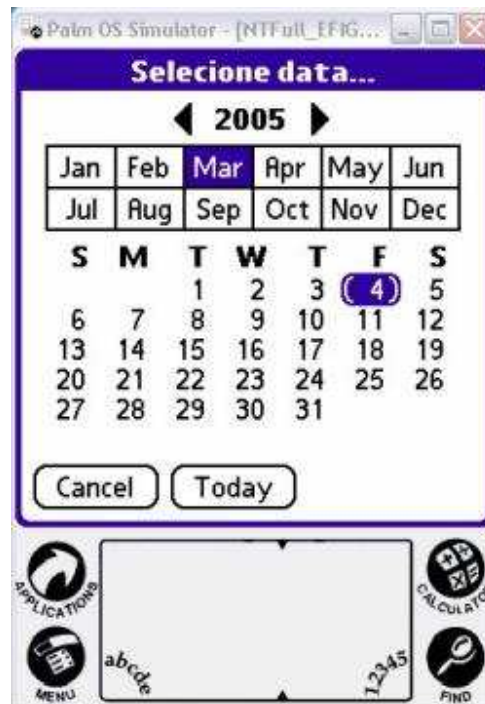 Palm OS Simulator - [NTFull_EFIG...
Selecione data...
2005
Jan Feb Mar Apr May Jun
Jul Aug Sep Oct Nov Dec
S M T W T F S
1 2 3 4 5
6 7 8 9 10 11 12
13 14 15 16 17 18 19
20 21 22 23 24 25 26
27 28 29 30 31
Cancel Today
APPLICATIONS
CALCULATOR
abcde
12345
MENU
FIND